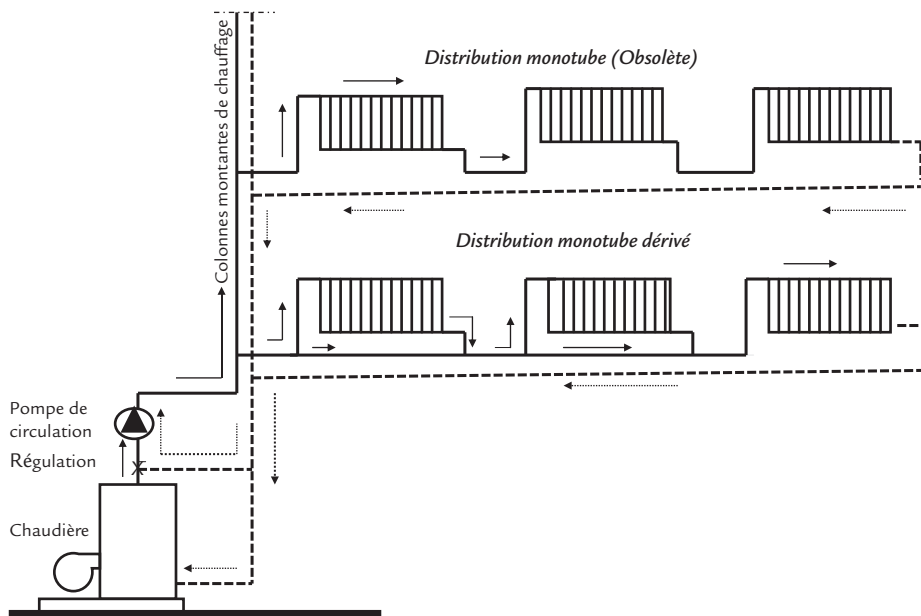 Distribution monotube (Obsolète)
Colonnes montantes de chauffage
Distribution monotube dérivé
Pompe de
circulation
Régulation
Chaudière